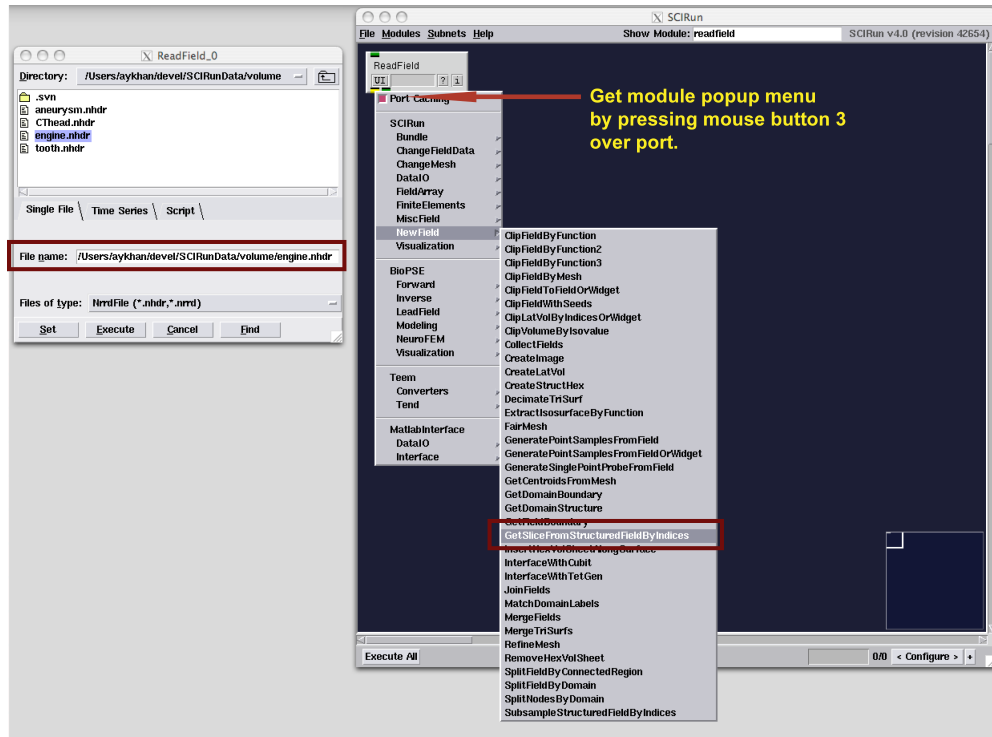 ReadField_0
Directory: /Users/aykhan/devel/SCIRunData/volume
.svn
aneurysm.nhdr
CThead.nhdr
engine.nhdr
tooth.nhdr
Single File
Time Series
Script
File name: /Users/aykhan/devel/SCIRunData/volume/engine.nhdr
Files of type: NrrdFile (*.nhdr,*.nrrd)
Set
Execute
Cancel
Find
SCIRun
File Modules Subnets Help
Show Module: readfield
SCIRun v4.0 (revision 42654)
ReadField
UI
?
i
Port Caching
Get module popup menu
by pressing mouse button 3
over port.
SCIRun
Bundle
ChangeFieldData
ChangeMesh
DataIO
FieldArray
FiniteElements
MiscField
NewField
Visualization
BioPSE
Forward
Inverse
LeadField
Modeling
NeuroFEM
Visualization
Teem
Converters
Tend
MatlabInterface
DataIO
Interface
ClipFieldByFunction
ClipFieldByFunction2
ClipFieldByFunction3
ClipFieldByMesh
ClipFieldToFieldOrWidget
ClipFieldWithSeeds
ClipLatVolByIndicesOrWidget
ClipVolumeByIsovalue
CollectFields
CreateImage
CreateLatVol
CreateStructHex
DecimateTriSurf
ExtractIsosurfaceByFunction
FairMesh
GeneratePointSamplesFromField
GeneratePointSamplesFromFieldOrWidget
GenerateSinglePointProbeFromField
GetCentroidsFromMesh
GetDomainBoundary
GetDomainStructure
GetFieldBoundary
GetSliceFromStructuredFieldByIndices
InsertHexVolSheetAlongSurface
InterfaceWithCubit
InterfaceWithTetGen
JoinFields
MatchDomainLabels
MergeFields
MergeTriSurfs
RefineMesh
RemoveHexVolSheet
SplitFieldByConnectedRegion
SplitFieldByDomain
SplitNodesByDomain
SubsampleStructuredFieldByIndices
Execute All
0/0
< Configure >
+